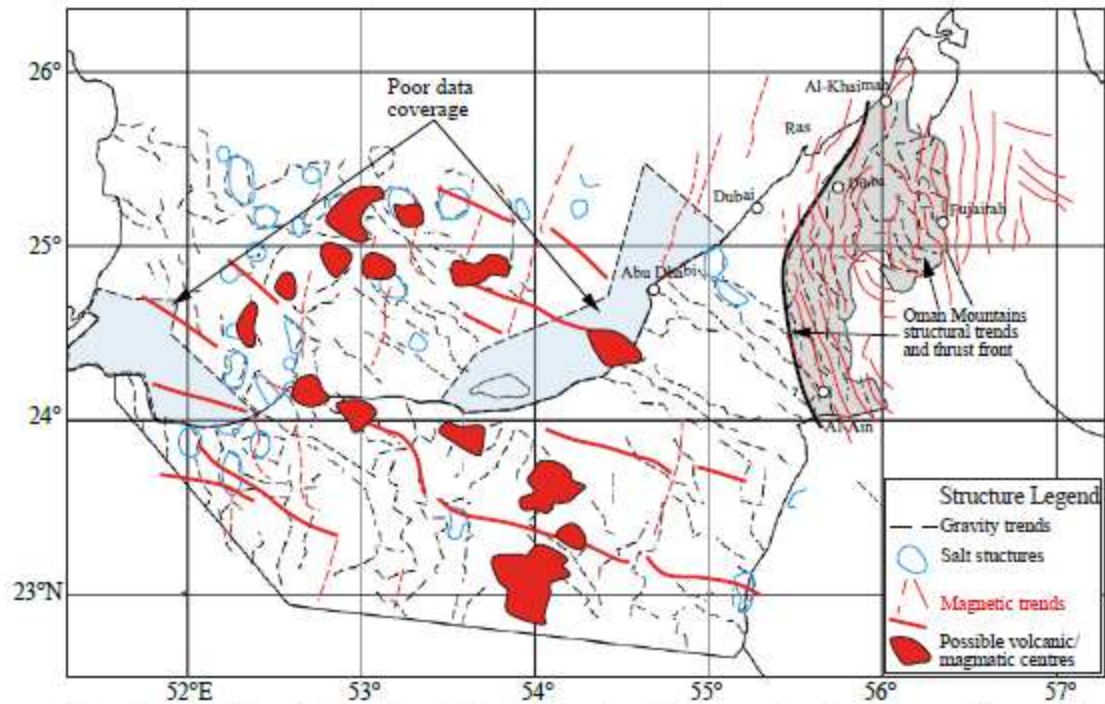 26°
25°
24°
23°N
52°E
53°
54°
55°
56°
57°
Poor data
coverage
Al-Khaimah
Ras
Dubai
Diba
Fujairah
Abu Dhabi
Al-Ain
Oman Mountains
structural trends
and thrust front
Structure Legend
Gravity trends
Salt stuctures
Magnetic trends
Possible volcanic/
magmatic centres